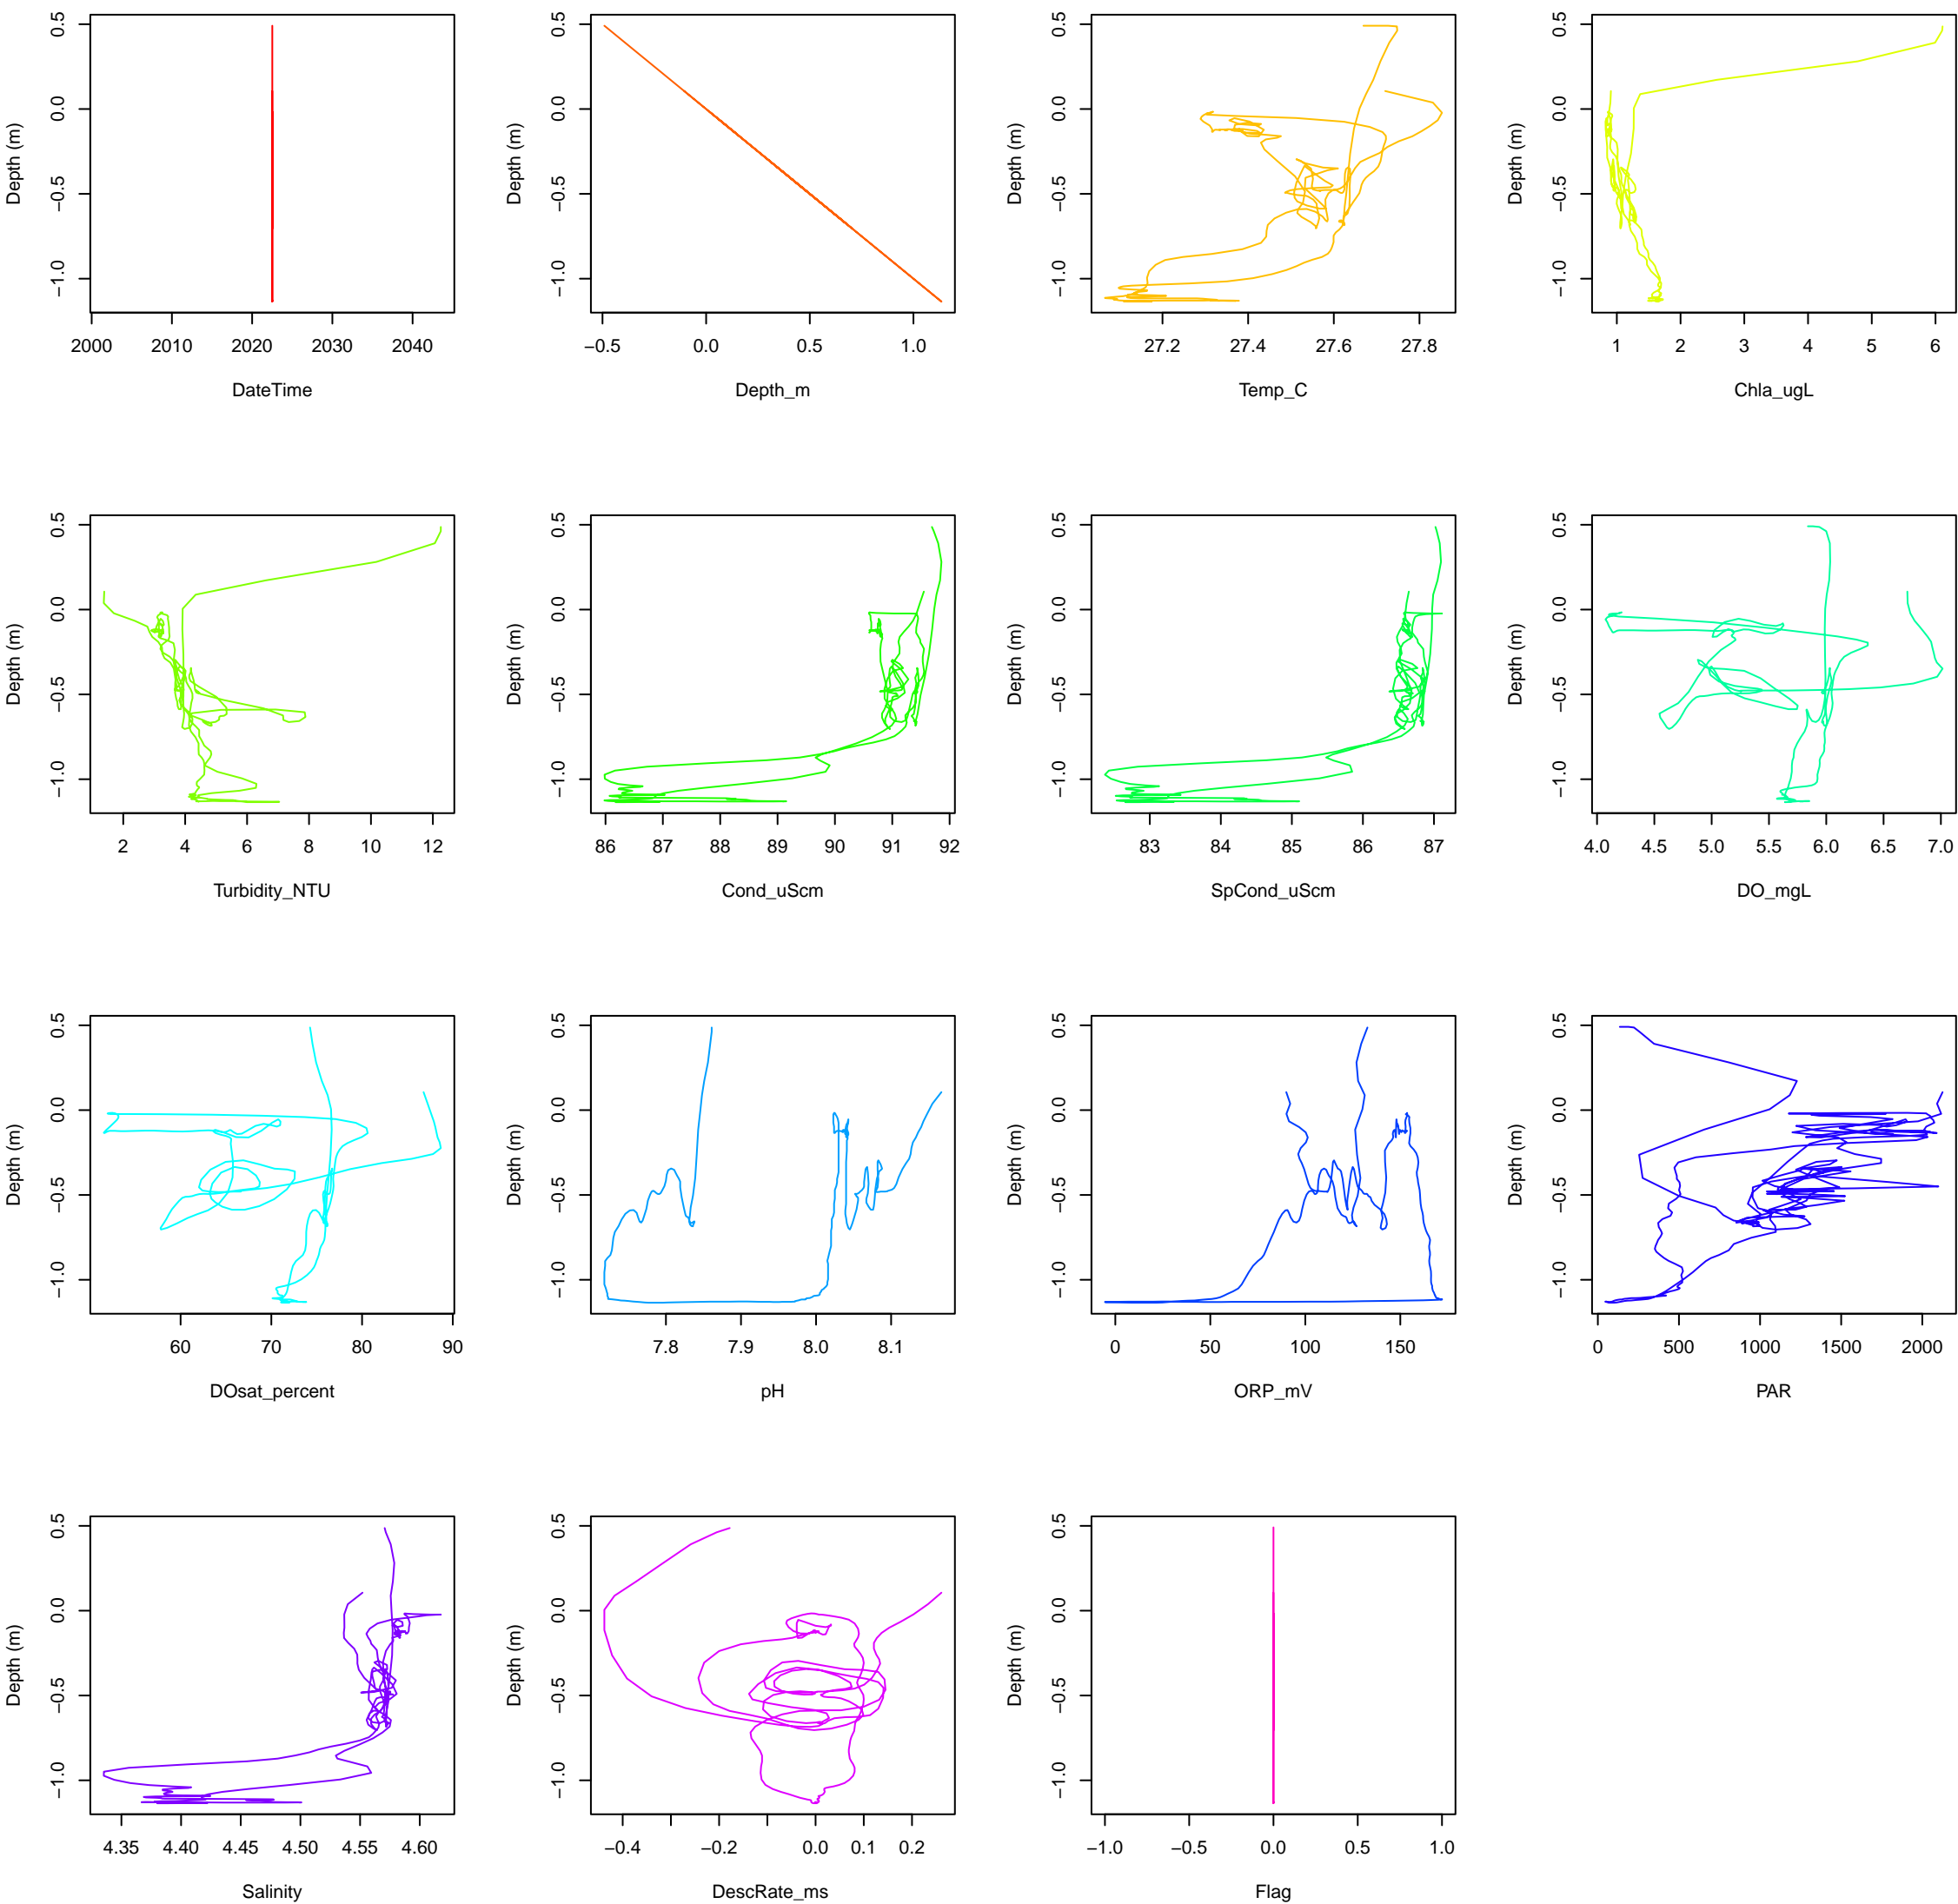 0.5 0.0 −0.5 −1.0 Depth (m) 0.5 0.0 −0.5 −1.0 Depth (m) 0.5 0.0 −0.5 −1.0 Depth (m) 0.5 0.0 −0.5 −1.0 Depth (m)
2000 2010 2020 2030 2040 −0.5 0.0 0.5 1.0 27.2 27.4 27.6 27.8 1 2 3 4 5 6
DateTime Depth_m Temp_C Chla_ugL
0.5 0.0 −0.5 −1.0 Depth (m) 0.5 0.0 −0.5 −1.0 Depth (m) 0.5 0.0 −0.5 −1.0 Depth (m) 0.5 0.0 −0.5 −1.0 Depth (m)
2 4 6 8 10 12 86 87 88 89 90 91 92 83 84 85 86 87 4.0 4.5 5.0 5.5 6.0 6.5 7.0
Turbidity_NTU Cond_uScm SpCond_uScm DO_mgL
0.5 0.0 −0.5 −1.0 Depth (m) 0.5 0.0 −0.5 −1.0 Depth (m) 0.5 0.0 −0.5 −1.0 Depth (m) 0.5 0.0 −0.5 −1.0 Depth (m)
60 70 80 90 7.8 7.9 8.0 8.1 0 50 100 150 0 500 1000 1500 2000
DOsat_percent pH ORP_mV PAR
0.5 0.0 −0.5 −1.0 Depth (m) 0.5 0.0 −0.5 −1.0 Depth (m) 0.5 0.0 −0.5 −1.0 Depth (m)
4.35 4.40 4.45 4.50 4.55 4.60 −0.4 −0.2 0.0 0.1 0.2 −1.0 −0.5 0.0 0.5 1.0
Salinity DescRate_ms Flag